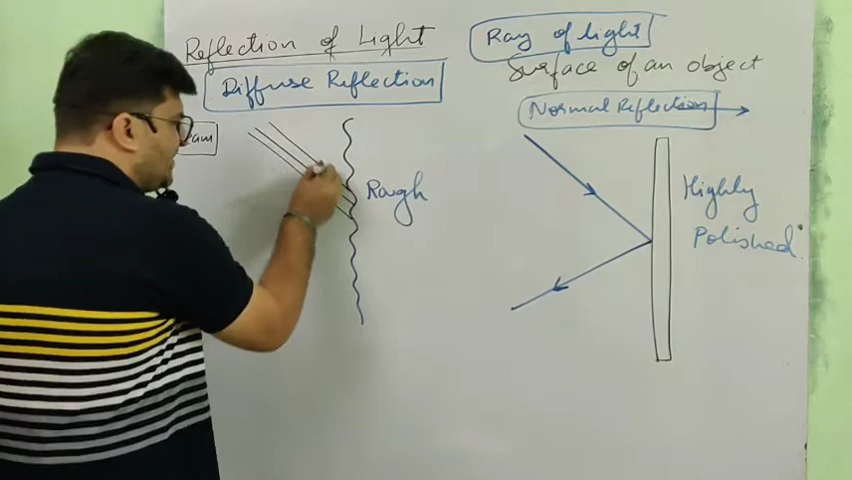 Reflection of Light
Diffuse Reflection
Rough
Ray of light
Surface of an object
Normal Reflection
Highly
Polished